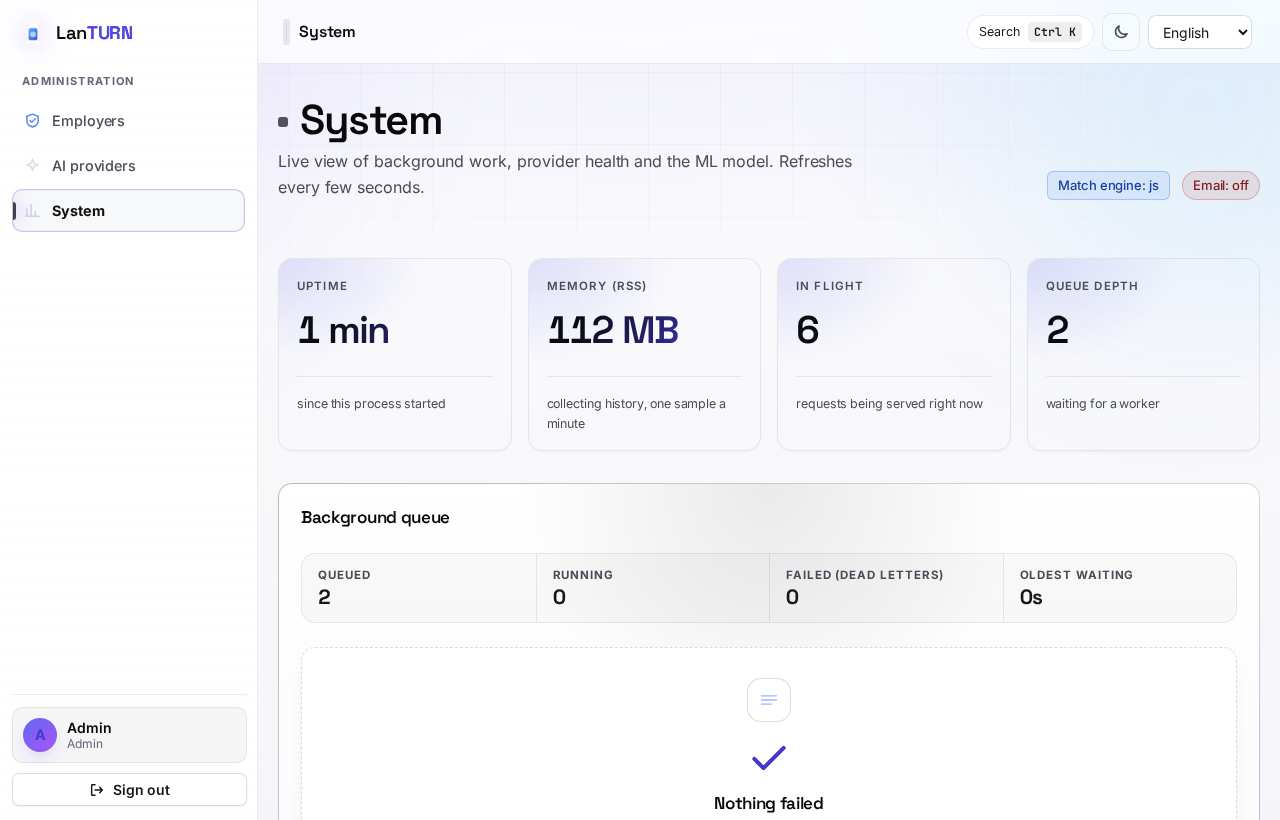 LanTURN
ADMINISTRATION
Employers
AI providers
System
Admin
A
Admin
Sign out
System
Search Ctrl K
English
System
Live view of background work, provider health and the ML model. Refreshes
every few seconds.
Match engine: js
Email: off
UPTIME
1 min
since this process started
MEMORY (RSS)
112 MB
collecting history, one sample a
minute
IN FLIGHT
6
requests being served right now
QUEUE DEPTH
2
waiting for a worker
Background queue
QUEUED
2
RUNNING
0
FAILED (DEAD LETTERS)
0
OLDEST WAITING
0s
Nothing failed